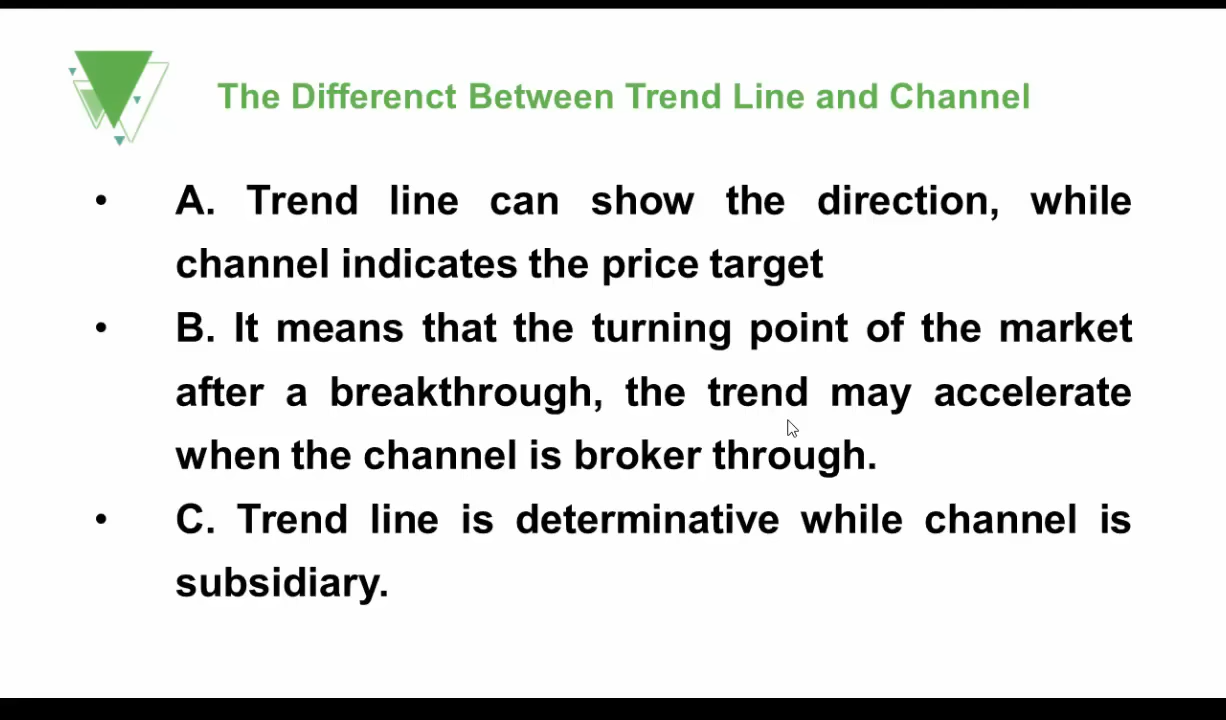 The Differenct Between Trend Line and Channel
• A. Trend line can show the direction, while
channel indicates the price target
• B. It means that the turning point of the market
after a breakthrough, the trend may accelerate
when the channel is broker through.
• C. Trend line is determinative while channel is
subsidiary.